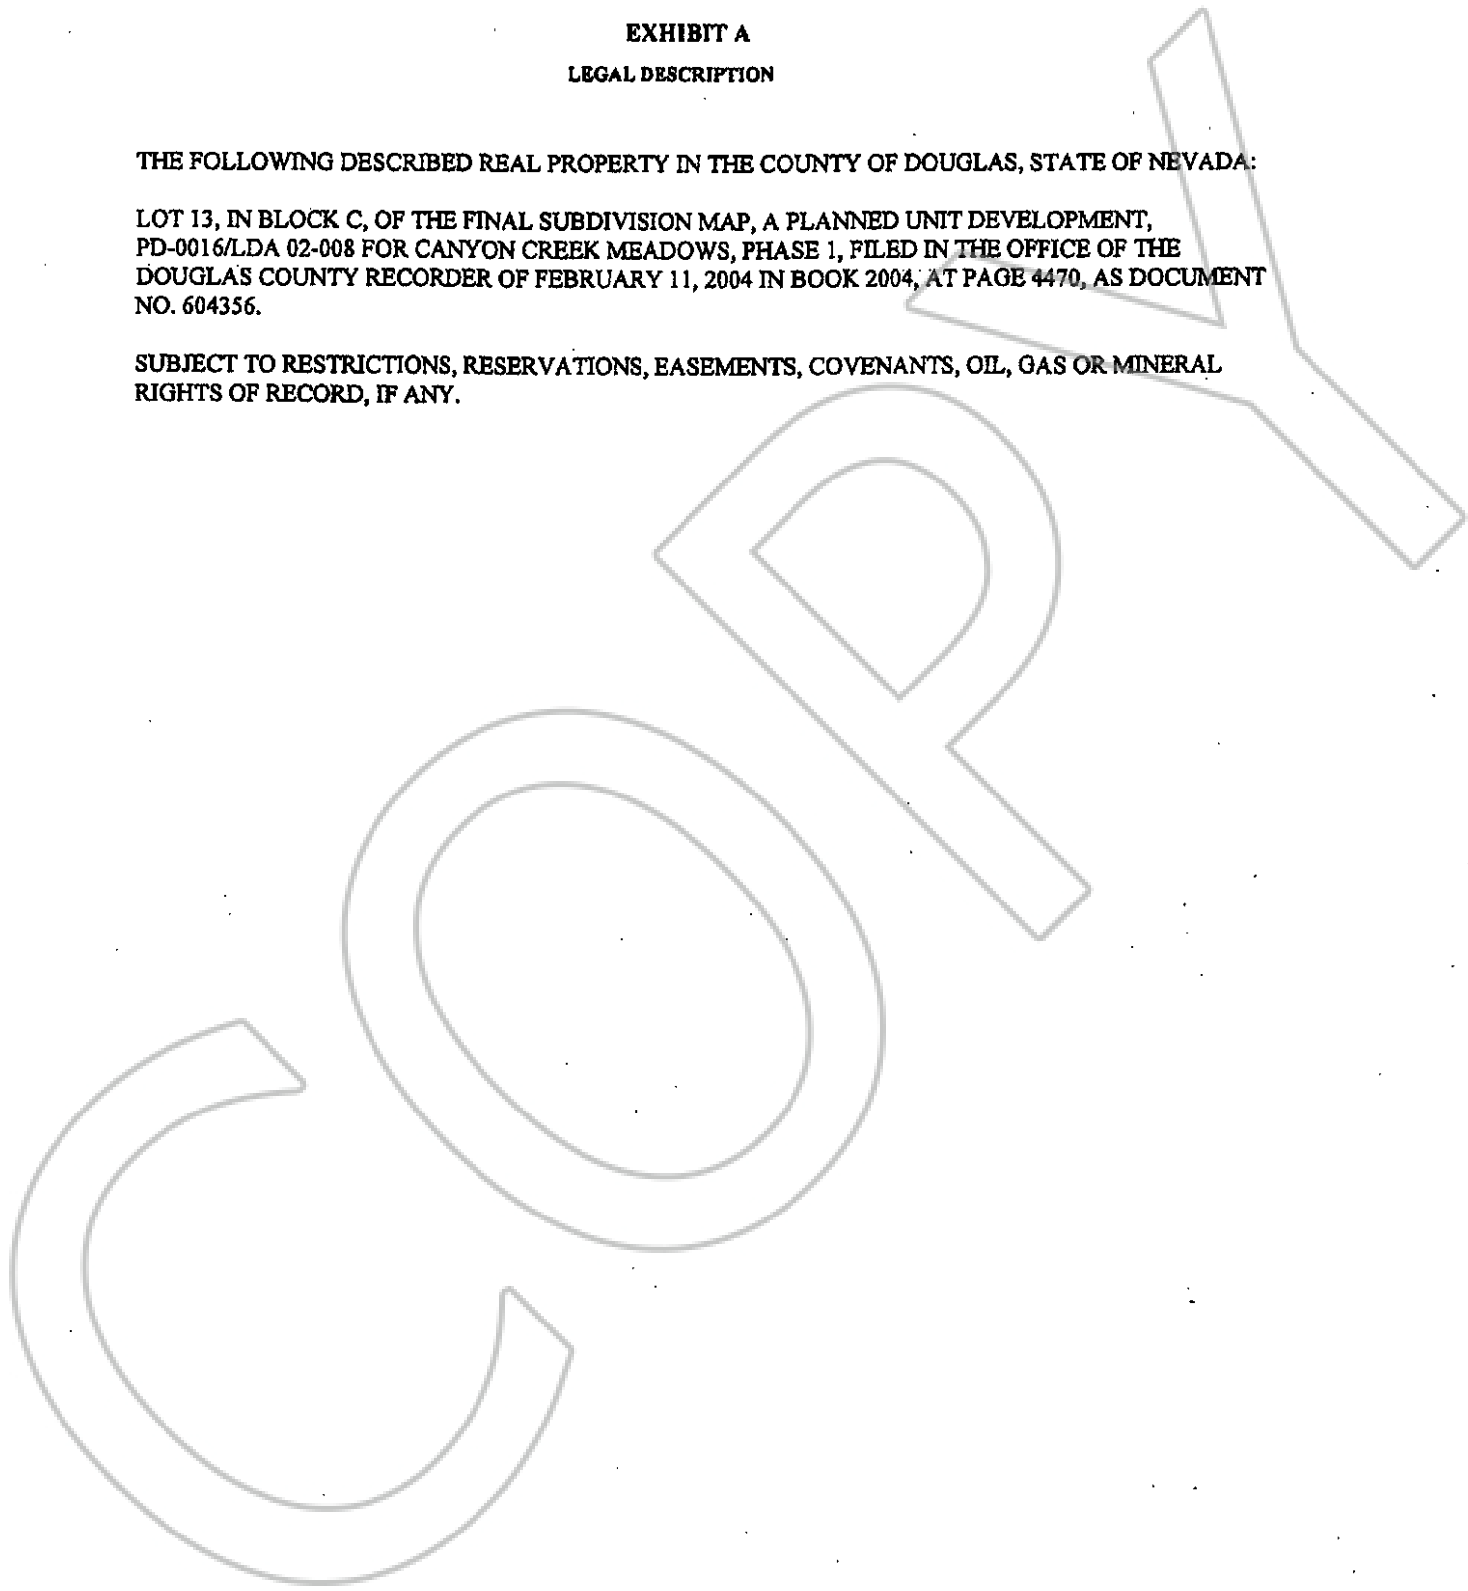 EXHIBIT A
LEGAL DESCRIPTION
THE FOLLOWING DESCRIBED REAL PROPERTY IN THE COUNTY OF DOUGLAS, STATE OF NEVADA:
LOT 13, IN BLOCK C, OF THE FINAL SUBDIVISION MAP, A PLANNED UNIT DEVELOPMENT,
PD-0016/LDA 02-008 FOR CANYON CREEK MEADOWS, PHASE 1, FILED IN THE OFFICE OF THE
DOUGLAS COUNTY RECORDER OF FEBRUARY 11, 2004 IN BOOK 2004, AT PAGE 4470, AS DOCUMENT
NO. 604356.
SUBJECT TO RESTRICTIONS, RESERVATIONS, EASEMENTS, COVENANTS, OIL, GAS OR MINERAL
RIGHTS OF RECORD, IF ANY.
COPY